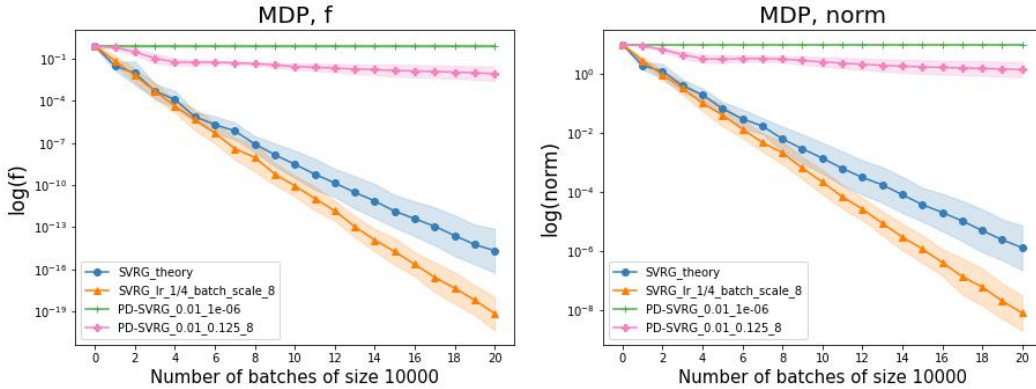 MDP, f
log(f)
10⁻¹
10⁻⁴
10⁻⁷
10⁻¹⁰
10⁻¹³
10⁻¹⁶
10⁻¹⁹
SVRG_theory
SVRG_lr_1/4_batch_scale_8
PD-SVRG_0.01_1e-06
PD-SVRG_0.01_0.125_8
0 2 4 6 8 10 12 14 16 18 20
Number of batches of size 10000
MDP, norm
log(norm)
10⁰
10⁻²
10⁻⁴
10⁻⁶
10⁻⁸
SVRG_theory
SVRG_lr_1/4_batch_scale_8
PD-SVRG_0.01_1e-06
PD-SVRG_0.01_0.125_8
0 2 4 6 8 10 12 14 16 18 20
Number of batches of size 10000